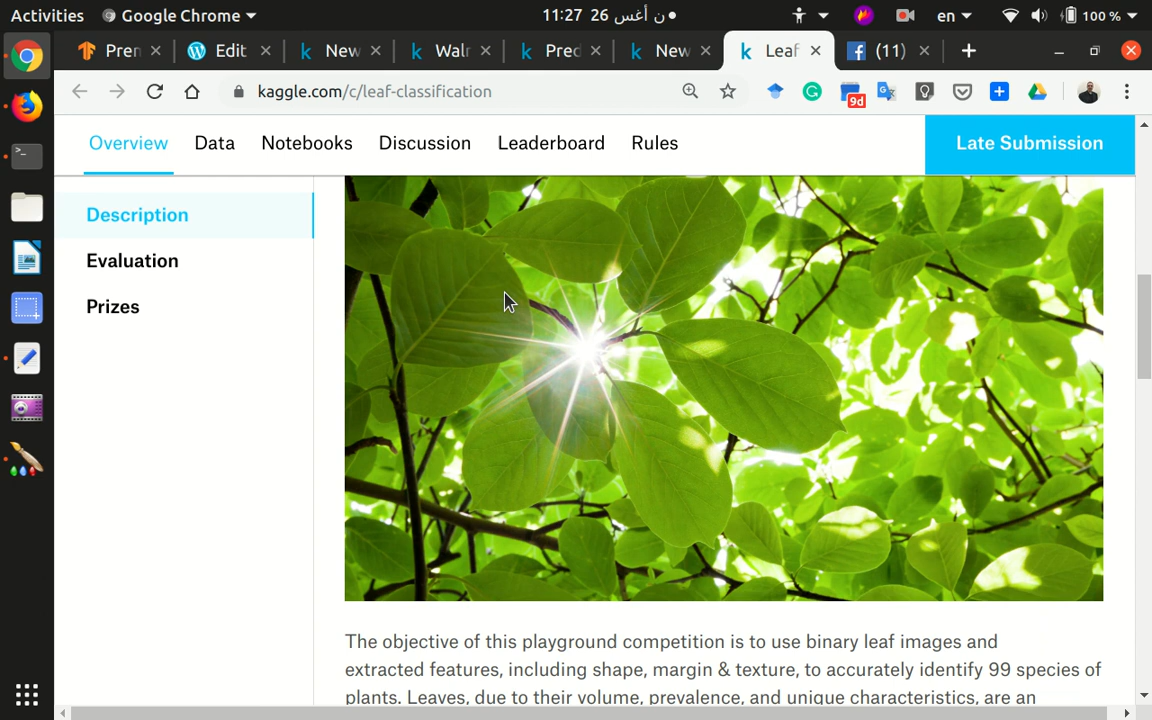 Activities Google Chrome ن أغس 26 11:27 en 100 %
Pren Edit New Walr Pred New Leaf (11)
kaggle.com/c/leaf-classification 9d
Overview Data Notebooks Discussion Leaderboard Rules Late Submission
Description
Evaluation
Prizes
The objective of this playground competition is to use binary leaf images and
extracted features, including shape, margin & texture, to accurately identify 99 species of
plants. Leaves, due to their volume, prevalence, and unique characteristics, are an